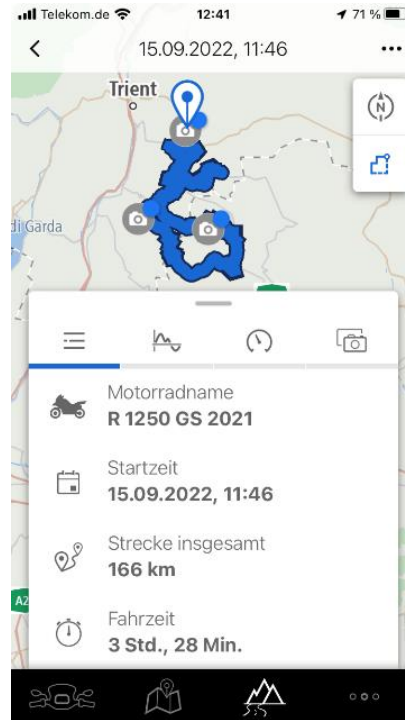 Telekom.de
12:41
71 %
15.09.2022, 11:46
Trient
di Garda
N
Motorradname
R 1250 GS 2021
Startzeit
15.09.2022, 11:46
Strecke insgesamt
166 km
A2
Fahrzeit
3 Std., 28 Min.